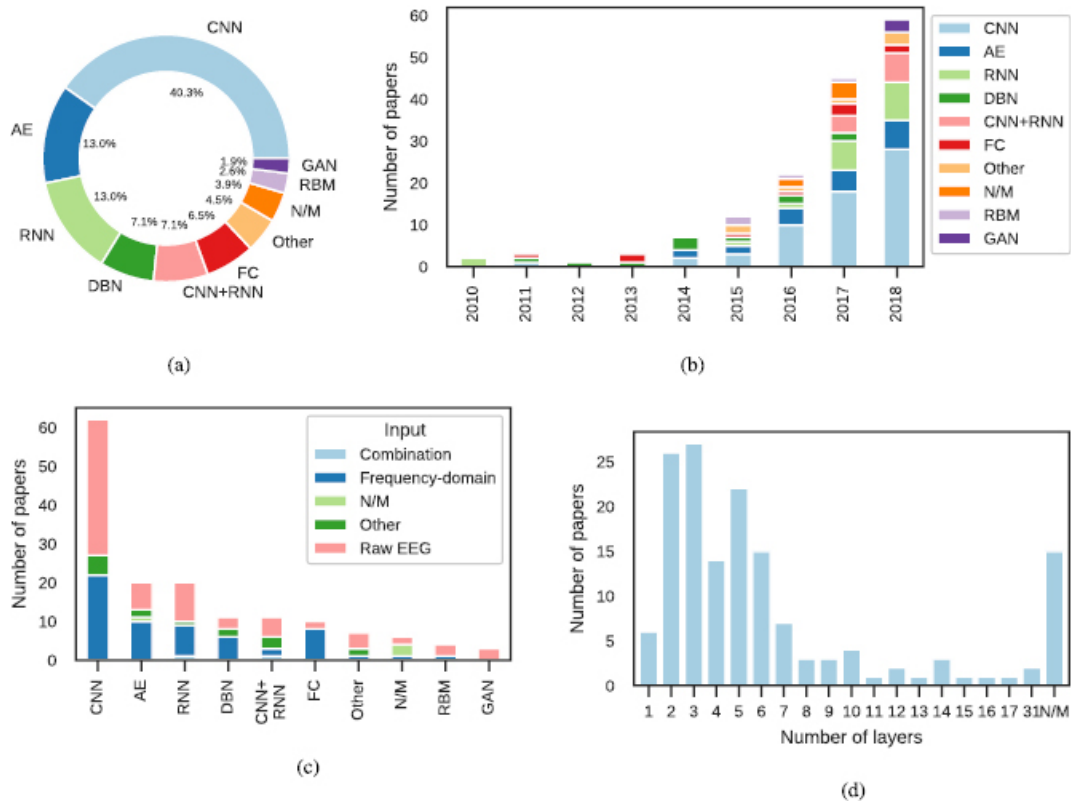 CNN
40.3%
AE
13.0%
RNN
13.0%
DBN
7.1%
CNN+RNN
7.1%
FC
6.5%
Other
4.5%
N/M
3.9%
RBM
2.6%
GAN
1.9%
(a)
Number of papers
60
50
40
30
20
10
0
2010
2011
2012
2013
2014
2015
2016
2017
2018
CNN
AE
RNN
DBN
CNN+RNN
FC
Other
N/M
RBM
GAN
(b)
Number of papers
60
50
40
30
20
10
0
CNN
AE
RNN
DBN
CNN+
RNN
FC
Other
N/M
RBM
GAN
Input
Combination
Frequency-domain
N/M
Other
Raw EEG
(c)
Number of papers
25
20
15
10
5
0
1 2 3 4 5 6 7 8 9 10 11 12 13 14 15 16 17 31 N/M
Number of layers
(d)